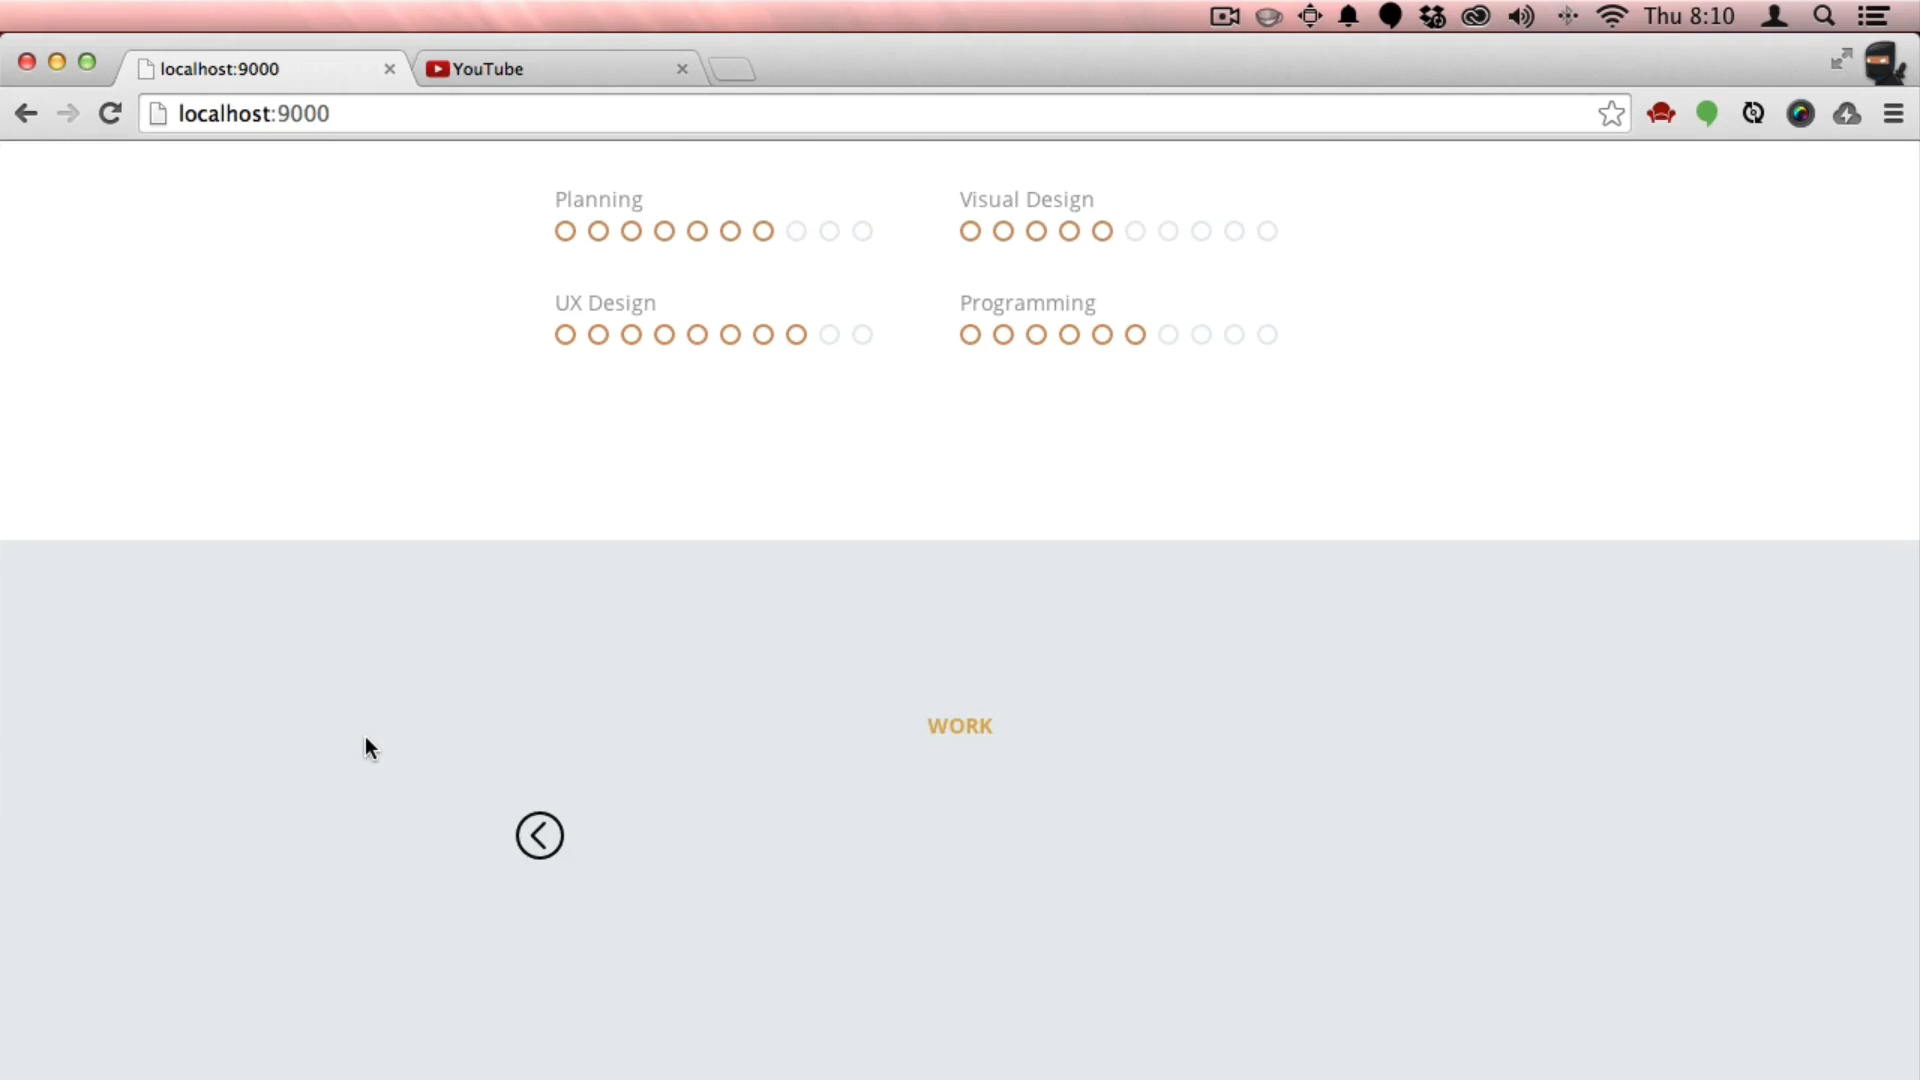 Thu 8:10
localhost:9000
YouTube
localhost:9000
Planning
Visual Design
UX Design
Programming
WORK